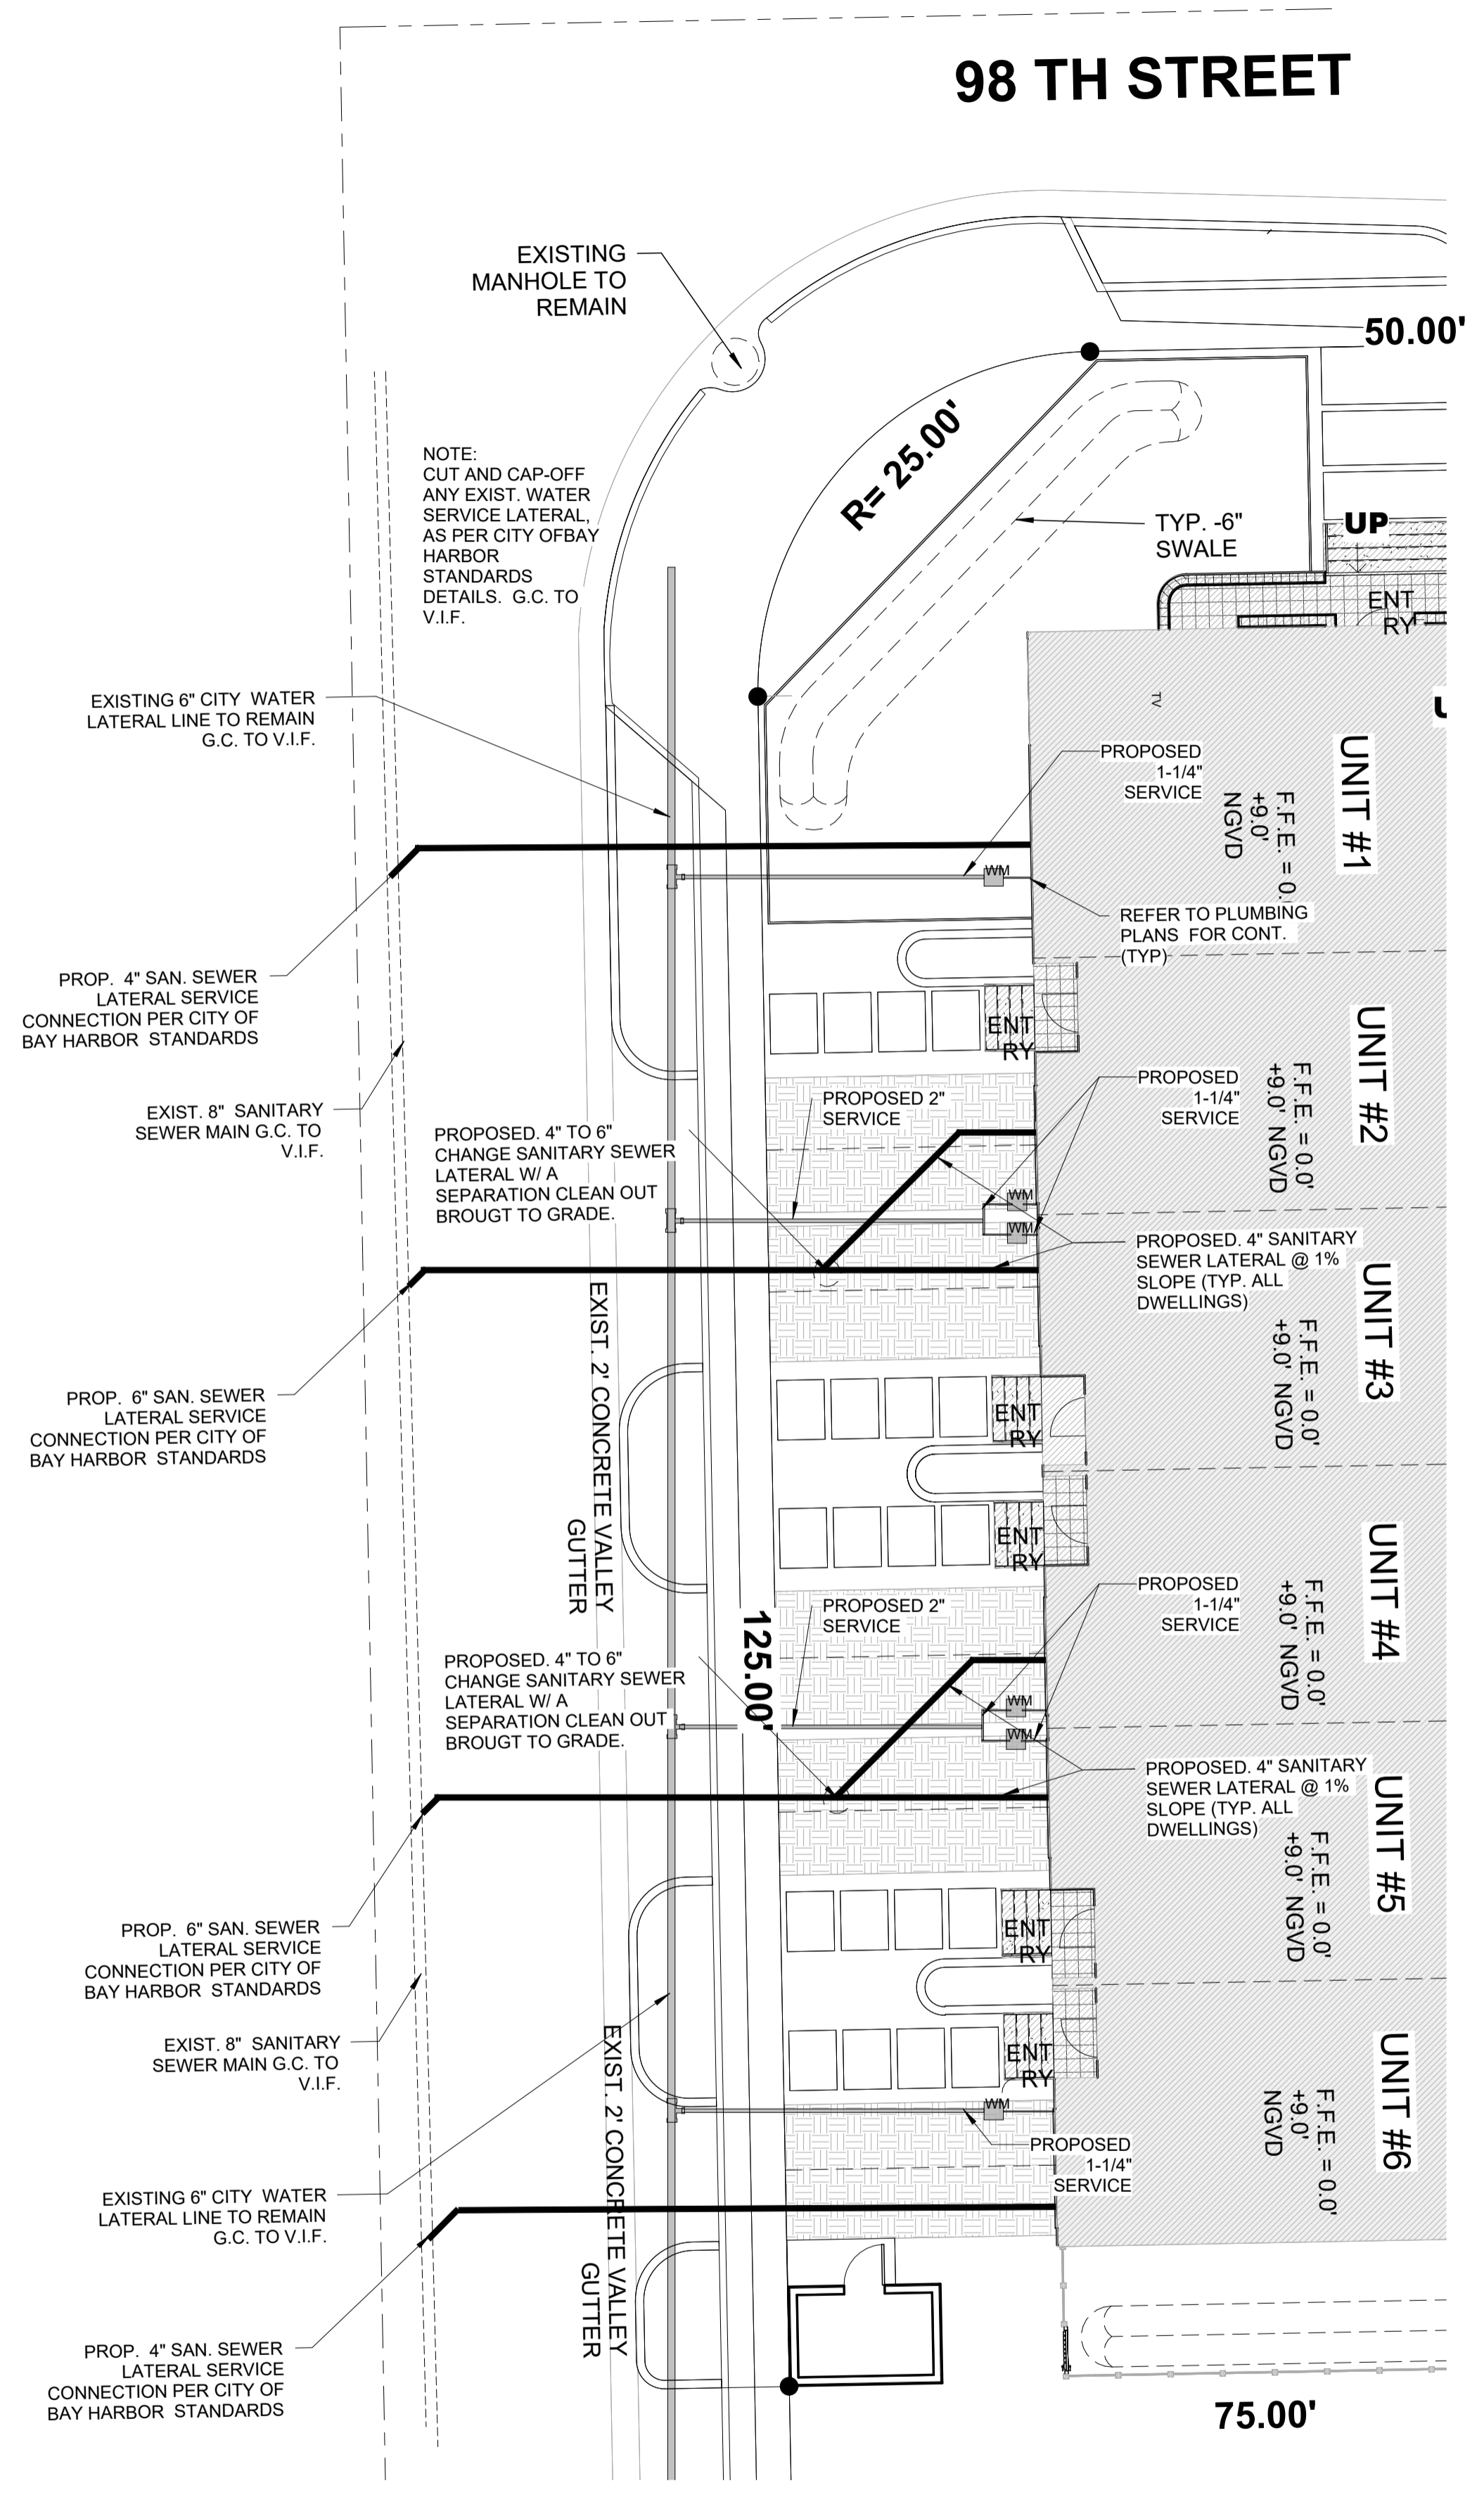 98 TH STREET
EXISTING
MANHOLE TO
REMAIN
50.00'
R= 25.00'
NOTE:
CUT AND CAP-OFF
ANY EXIST. WATER
SERVICE LATERAL,
AS PER CITY OFBAY
HARBOR
STANDARDS
DETAILS. G.C. TO
V.I.F.
TYP. -6"
SWALE
UP
ENT
RY
EXISTING 6" CITY WATER
LATERAL LINE TO REMAIN
G.C. TO V.I.F.
TV
PROPOSED
1-1/4"
SERVICE
UNIT #1
F.F.E. = 0.
+9.0'
NGVD
WM
REFER TO PLUMBING
PLANS FOR CONT.
(TYP)
PROP. 4" SAN. SEWER
LATERAL SERVICE
CONNECTION PER CITY OF
BAY HARBOR STANDARDS
ENT
RY
UNIT #2
F.F.E. = 0.0'
+9.0' NGVD
EXIST. 8" SANITARY
SEWER MAIN G.C. TO
V.I.F.
PROPOSED. 4" TO 6"
CHANGE SANITARY SEWER
LATERAL W/ A
SEPARATION CLEAN OUT
BROUGT TO GRADE.
PROPOSED 2"
SERVICE
PROPOSED
1-1/4"
SERVICE
WM
WM
PROPOSED. 4" SANITARY
SEWER LATERAL @ 1%
SLOPE (TYP. ALL
DWELLINGS)
UNIT #3
F.F.E. = 0.0'
+9.0' NGVD
EXIST. 2' CONCRETE VALLEY
GUTTER
PROP. 6" SAN. SEWER
LATERAL SERVICE
CONNECTION PER CITY OF
BAY HARBOR STANDARDS
ENT
RY
ENT
RY
UNIT #4
F.F.E. = 0.0'
+9.0' NGVD
125.00'
PROPOSED 2"
SERVICE
PROPOSED
1-1/4"
SERVICE
PROPOSED. 4" TO 6"
CHANGE SANITARY SEWER
LATERAL W/ A
SEPARATION CLEAN OUT
BROUGT TO GRADE.
WM
WM
PROPOSED. 4" SANITARY
SEWER LATERAL @ 1%
SLOPE (TYP. ALL
DWELLINGS)
UNIT #5
F.F.E. = 0.0'
+9.0' NGVD
PROP. 6" SAN. SEWER
LATERAL SERVICE
CONNECTION PER CITY OF
BAY HARBOR STANDARDS
ENT
RY
EXIST. 8" SANITARY
SEWER MAIN G.C. TO
V.I.F.
EXIST. 2' CONCRETE VALLEY
GUTTER
ENT
RY
WM
UNIT #6
F.F.E. = 0.0'
+9.0'
NGVD
PROPOSED
1-1/4"
SERVICE
EXISTING 6" CITY WATER
LATERAL LINE TO REMAIN
G.C. TO V.I.F.
PROP. 4" SAN. SEWER
LATERAL SERVICE
CONNECTION PER CITY OF
BAY HARBOR STANDARDS
75.00'